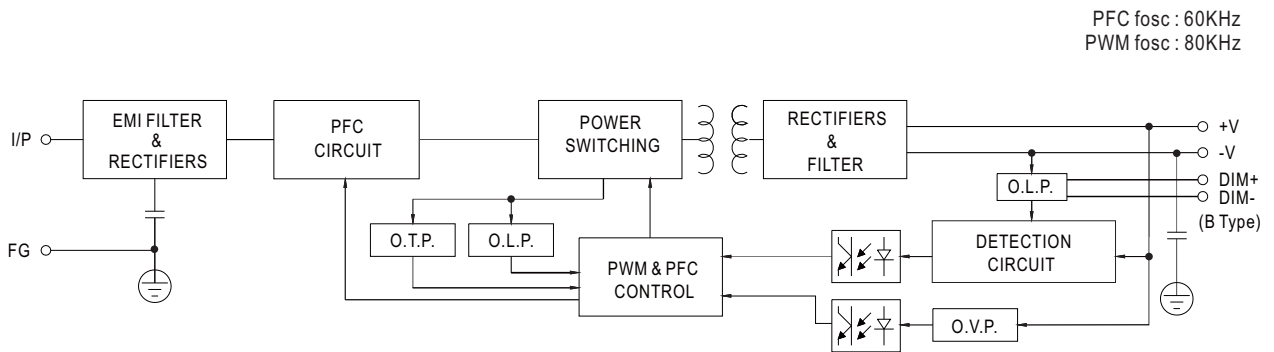 PFC fosc : 60KHz
PWM fosc : 80KHz
I/P
EMI FILTER
&
RECTIFIERS
PFC
CIRCUIT
POWER
SWITCHING
RECTIFIERS
&
FILTER
+V
-V
O.L.P.
DIM+
DIM-
(B Type)
FG
O.T.P.
O.L.P.
PWM & PFC
CONTROL
DETECTION
CIRCUIT
O.V.P.